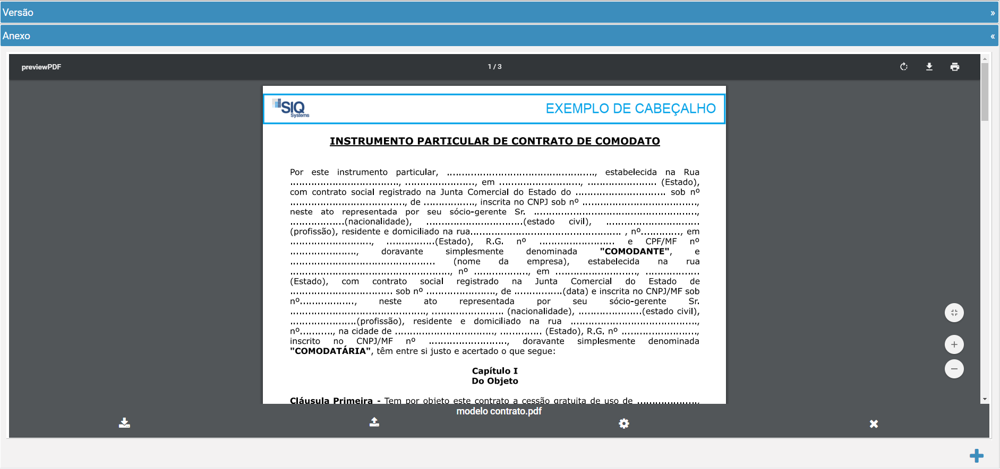 Versão »
Anexo «
previewPDF 1 / 3
SIQ Systems EXEMPLO DE CABEÇALHO
INSTRUMENTO PARTICULAR DE CONTRATO DE COMODATO
Por este instrumento particular, ........................................., estabelecida na Rua
.............................., ..................., em ......................., ................... (Estado),
com contrato social registrado na Junta Comercial do Estado do ......................... sob nº
................................, de .............., inscrita no CNPJ sob nº ................................,
neste ato representada por seu sócio-gerente Sr. .............................................,
...............(nacionalidade), ...........................(estado civil), ..........................
(profissão), residente e domiciliado na rua.......................................... , nº..........., em
......................., ..............(Estado), R.G. nº ..................... e CPF/MF nº
..................., doravante simplesmente denominada "COMODANTE", e
......................................... (nome da empresa), estabelecida na rua
............................................., nº ..............., em ......................., ...............
(Estado), com contrato social registrado na Junta Comercial do Estado de
............................. sob nº ..................., de .............(data) e inscrita no CNPJ/MF sob
nº..............., neste ato representada por seu sócio-gerente Sr.
......................................, .................... (nacionalidade), ..................(estado civil),
..................(profissão), residente e domiciliado na rua ...................................,
nº........., na cidade de ............................, ............ (Estado), R.G. nº .....................,
inscrito no CNPJ/MF nº ......................, doravante simplesmente denominada
"COMODATÁRIA", têm entre si justo e acertado o que segue:
Capítulo I
Do Objeto
Cláusula Primeira - Tem por objeto este contrato a cessão gratuita de uso de .................,
modelo contrato.pdf